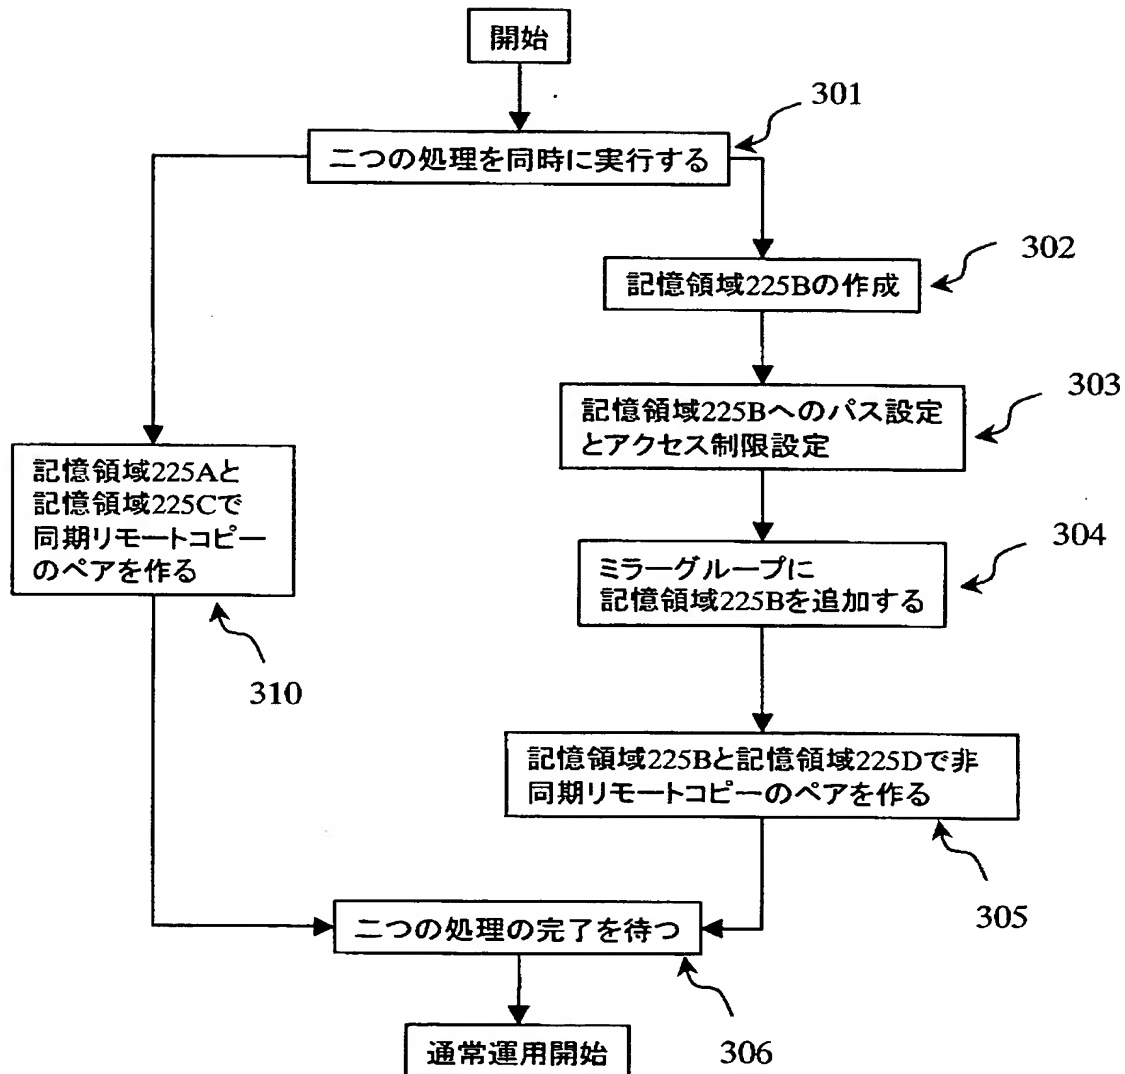 開始
301
二つの処理を同時に実行する
302
記憶領域225Bの作成
303
記憶領域225Bへのパス設定
とアクセス制限設定
記憶領域225Aと
記憶領域225Cで
同期リモートコピー
のペアを作る
310
304
ミラーグループに
記憶領域225Bを追加する
記憶領域225Bと記憶領域225Dで非
同期リモートコピーのペアを作る
305
二つの処理の完了を待つ
306
通常運用開始